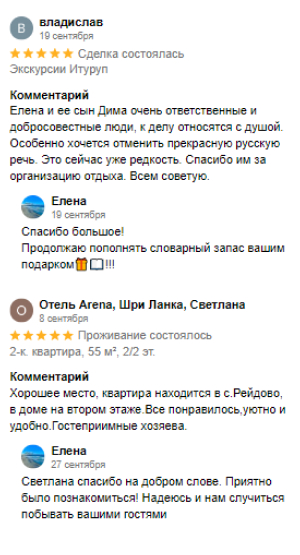 В
владислав
19 сентября
Сделка состоялась
Экскурсии Итуруп
Комментарий
Елена и ее сын Дима очень ответственные и
добросовестные люди, к делу относятся с душой.
Особенно хочется отменить прекрасную русскую
речь. Это сейчас уже редкость. Спасибо им за
организацию отдыха. Всем советую.
Елена
19 сентября
Спасибо большое!
Продолжаю пополнять словарный запас вашим
подарком🎁📖!!!
О
Отель Arena, Шри Ланка, Светлана
8 сентября
Проживание состоялось
2-к. квартира, 55 м², 2/2 эт.
Комментарий
Хорошее место, квартира находится в с.Рейдово,
в доме на втором этаже.Все понравилось,уютно и
удобно.Гостеприимные хозяева.
Елена
27 сентября
Светлана спасибо на добром слове. Приятно
было познакомиться! Надеюсь и нам случиться
побывать вашими гостями